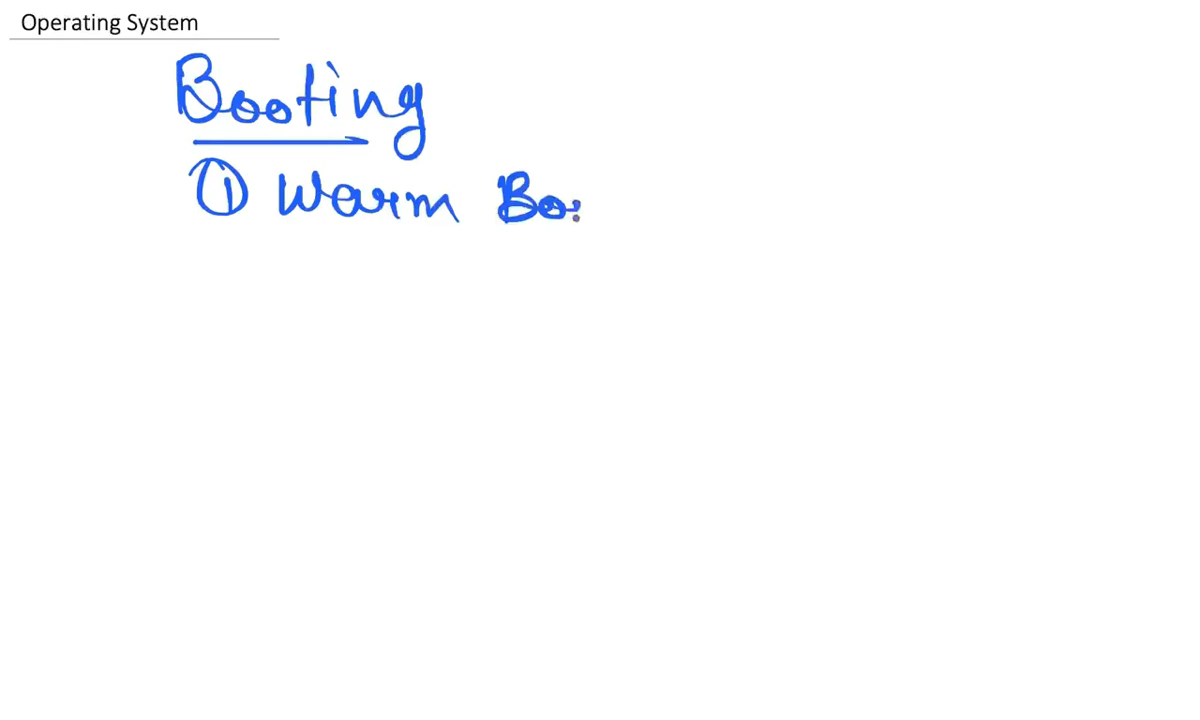 Operating System
Booting
① Warm Bo